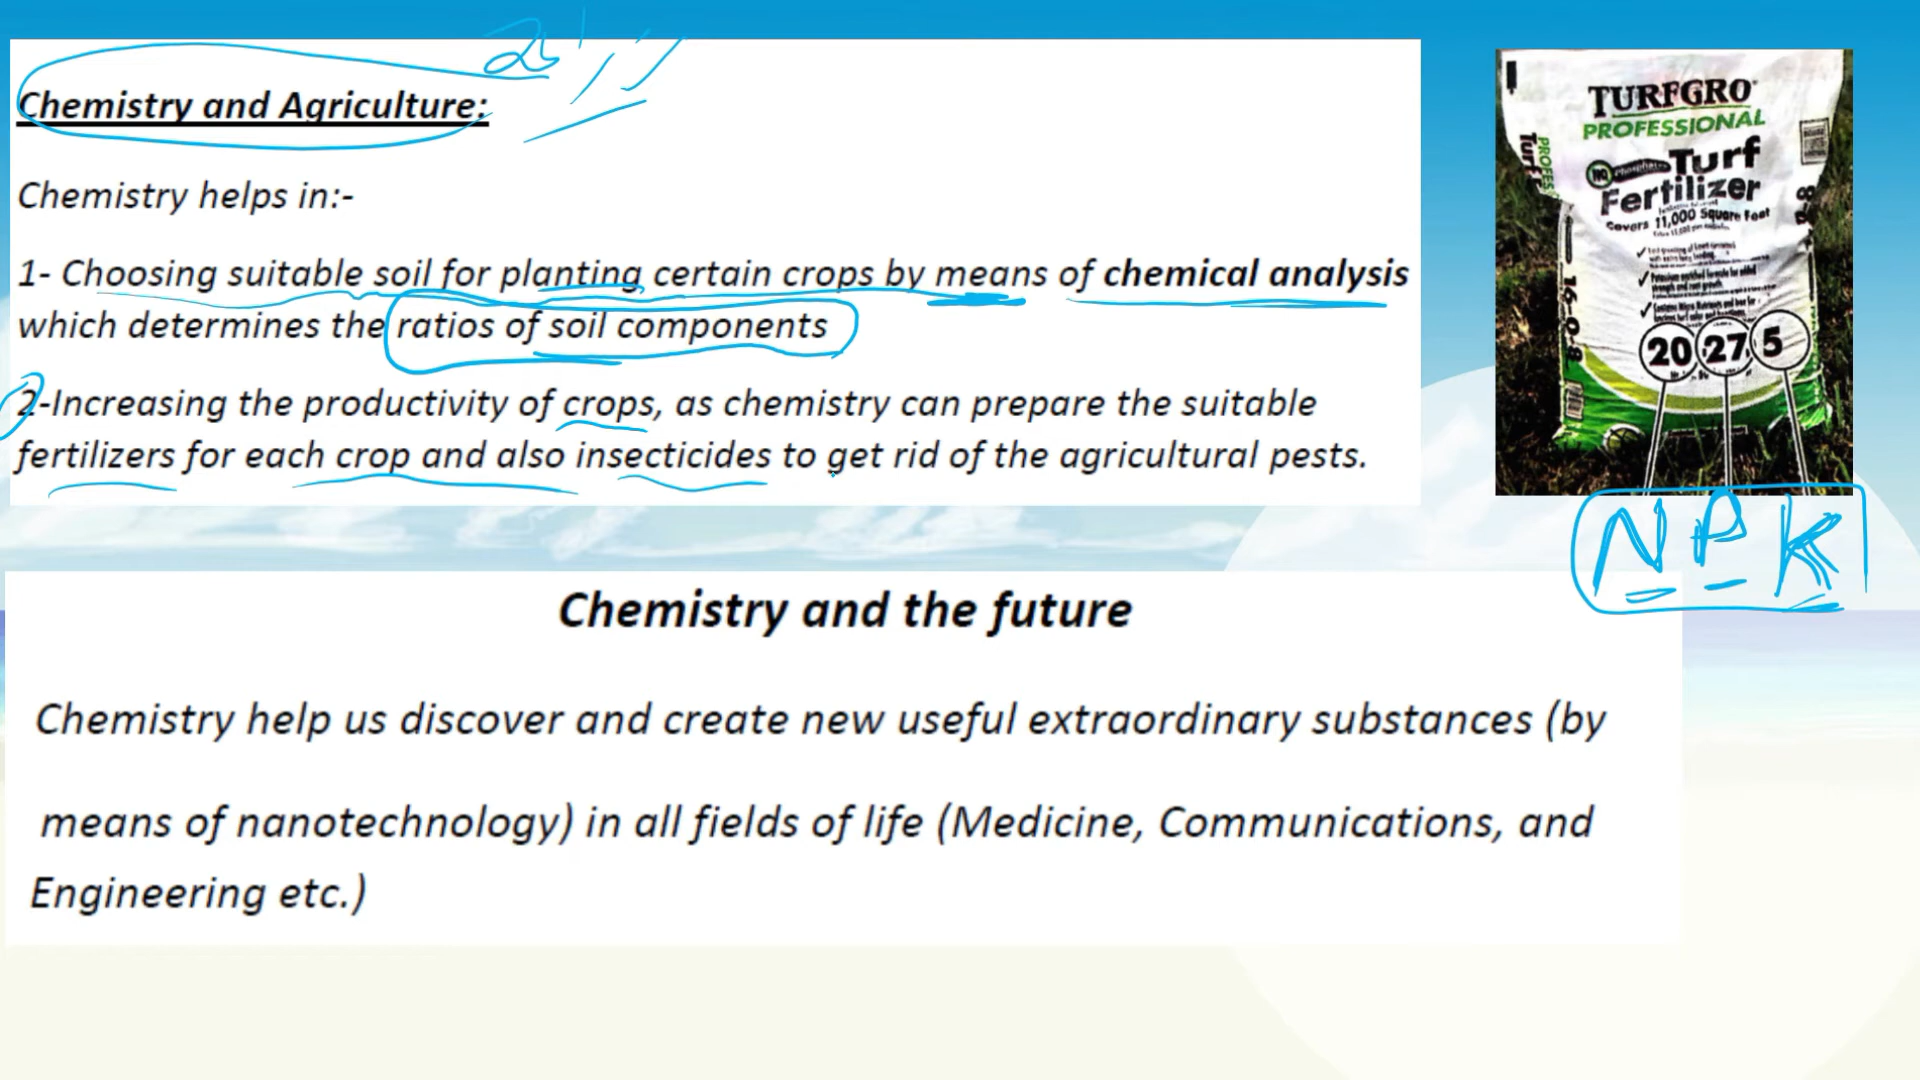 Chemistry and Agriculture:
Chemistry helps in:-
1- Choosing suitable soil for planting certain crops by means of chemical analysis
which determines the ratios of soil components
2-Increasing the productivity of crops, as chemistry can prepare the suitable
fertilizers for each crop and also insecticides to get rid of the agricultural pests.
TURFGRO
PROFESSIONAL
Turf
Fertilizer
Covers 11,000 Square Feet
16-0-8
20 27 5
N P K
Chemistry and the future
Chemistry help us discover and create new useful extraordinary substances (by
means of nanotechnology) in all fields of life (Medicine, Communications, and
Engineering etc.)